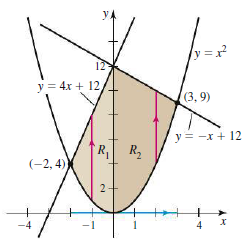 y
y = x²
12
y = 4x + 12
(3, 9)
y = −x + 12
R₁
R₂
(−2, 4)
2
−4
−1
1
4
x